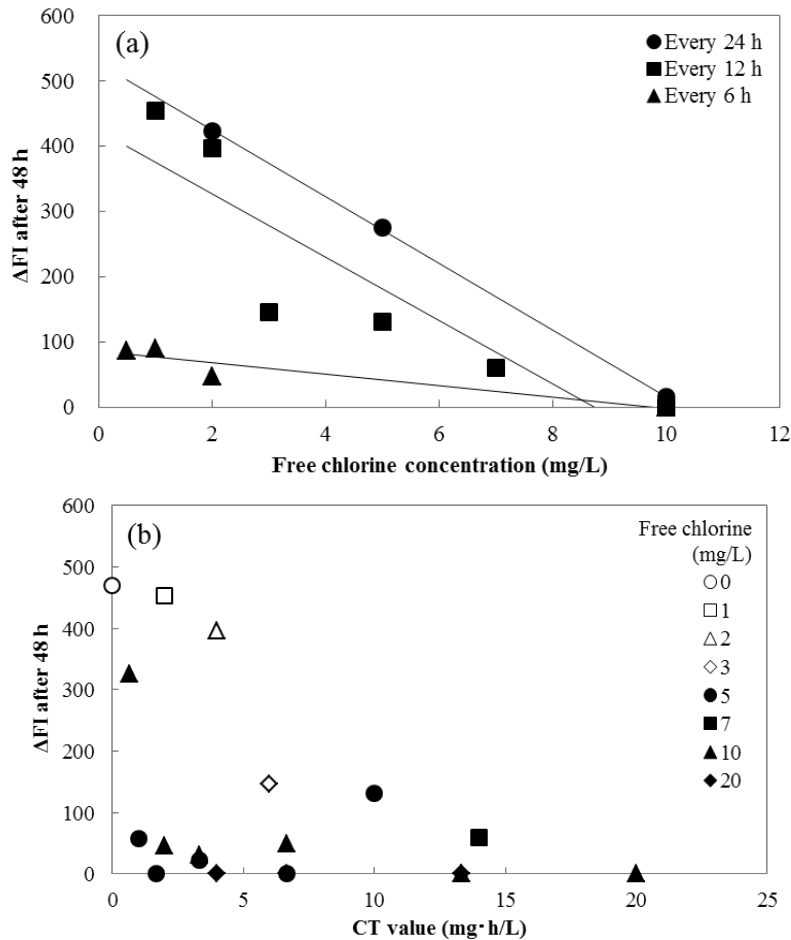 (a)
Every 24 h
Every 12 h
Every 6 h
600
500
400
300
200
100
0
ΔFI after 48 h
0 2 4 6 8 10 12
Free chlorine concentration (mg/L)
(b)
Free chlorine
(mg/L)
0
1
2
3
5
7
10
20
600
500
400
300
200
100
0
ΔFI after 48 h
0 5 10 15 20 25
CT value (mg·h/L)